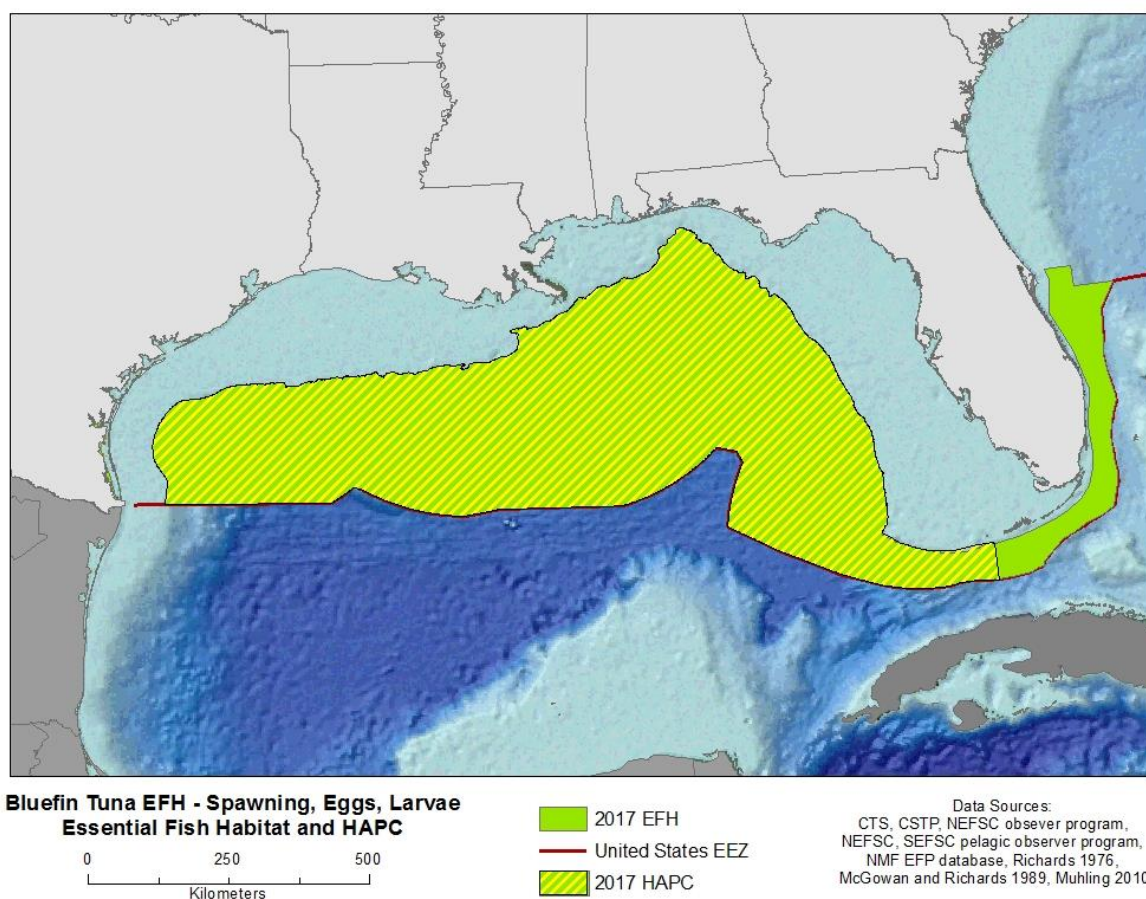 Bluefin Tuna EFH - Spawning, Eggs, Larvae
Essential Fish Habitat and HAPC
0 250 500
Kilometers
2017 EFH
United States EEZ
2017 HAPC
Data Sources:
CTS, CSTP, NEFSC obsever program,
NEFSC, SEFSC pelagic observer program,
NMF EFP database, Richards 1976,
McGowan and Richards 1989, Muhling 2010